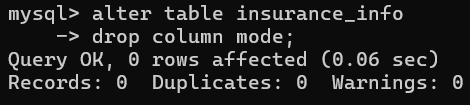 mysql> alter table insurance_info
    -> drop column mode;
Query OK, 0 rows affected (0.06 sec)
Records: 0  Duplicates: 0  Warnings: 0